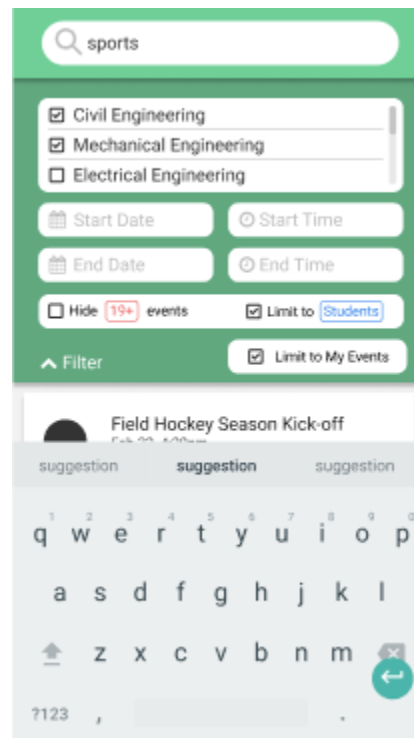 sports
Civil Engineering
Mechanical Engineering
Electrical Engineering
Start Date Start Time
End Date End Time
Hide 19+ events Limit to Students
Filter Limit to My Events
Field Hockey Season Kick-off
suggestion suggestion suggestion
1 2 3 4 5 6 7 8 9 0
q w e r t y u i o p
a s d f g h j k l
z x c v b n m
?123 , .